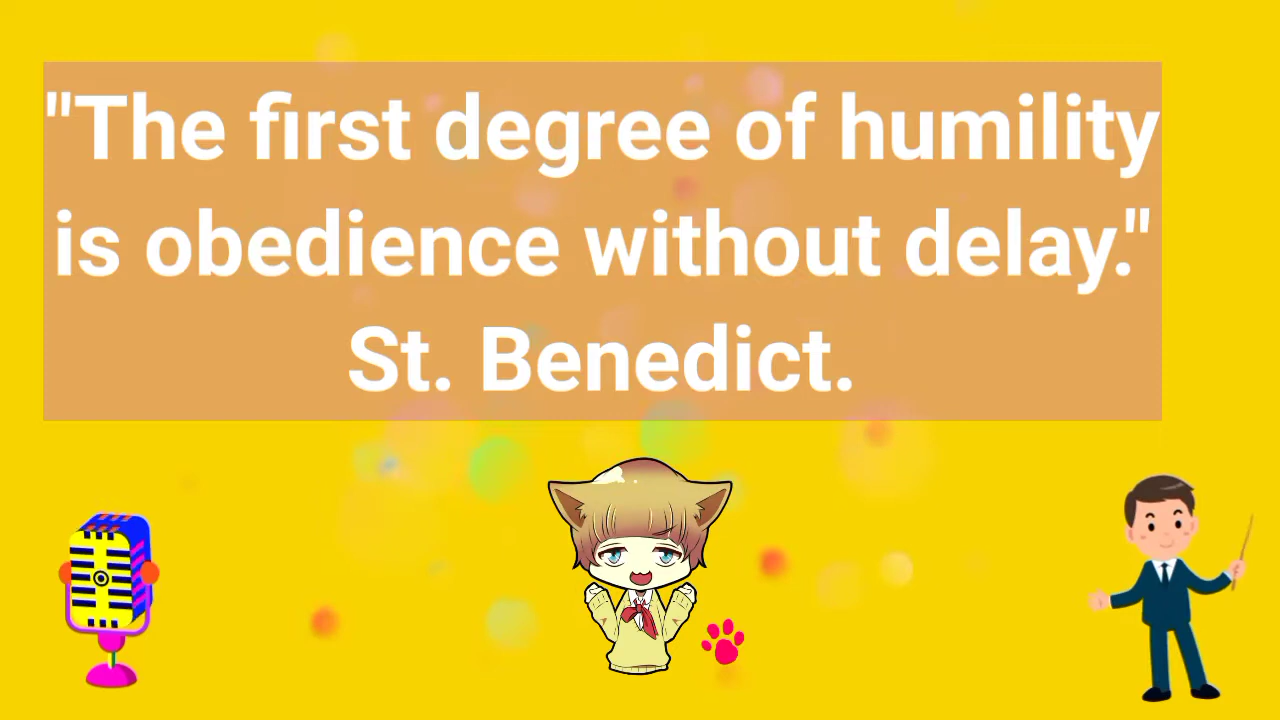 "The first degree of humility
is obedience without delay."
St. Benedict.